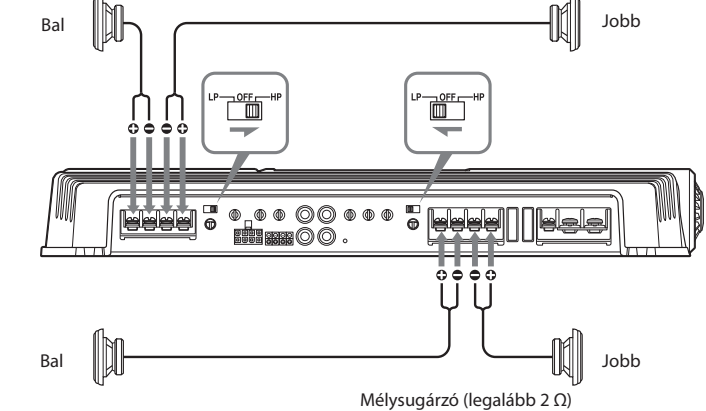 Bal
Jobb
LP OFF HP
LP OFF HP
Bal
Jobb
Mélysugárzó (legalább 2 Ω)